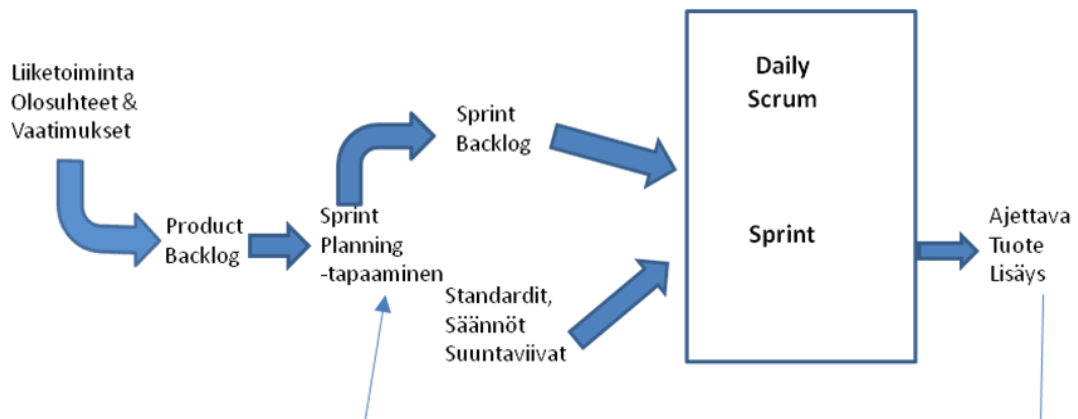 Liiketoiminta
Olosuhteet &
Vaatimukset
Product
Backlog
Sprint
Planning
-tapaaminen
Sprint
Backlog
Standardit,
Säännöt
Suuntaviivat
Daily
Scrum
Sprint
Ajettava
Tuote
Lisäys